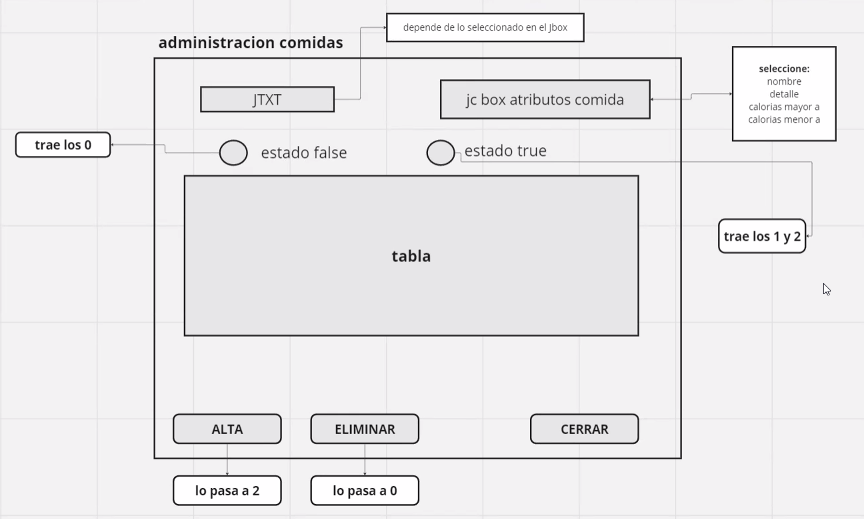 depende de lo seleccionado en el Jbox
administracion comidas
seleccione:
nombre
detalle
calorias mayor a
calorias menor a
JTXT
jc box atributos comida
trae los 0
estado false
estado true
trae los 1 y 2
tabla
ALTA
ELIMINAR
CERRAR
lo pasa a 2
lo pasa a 0